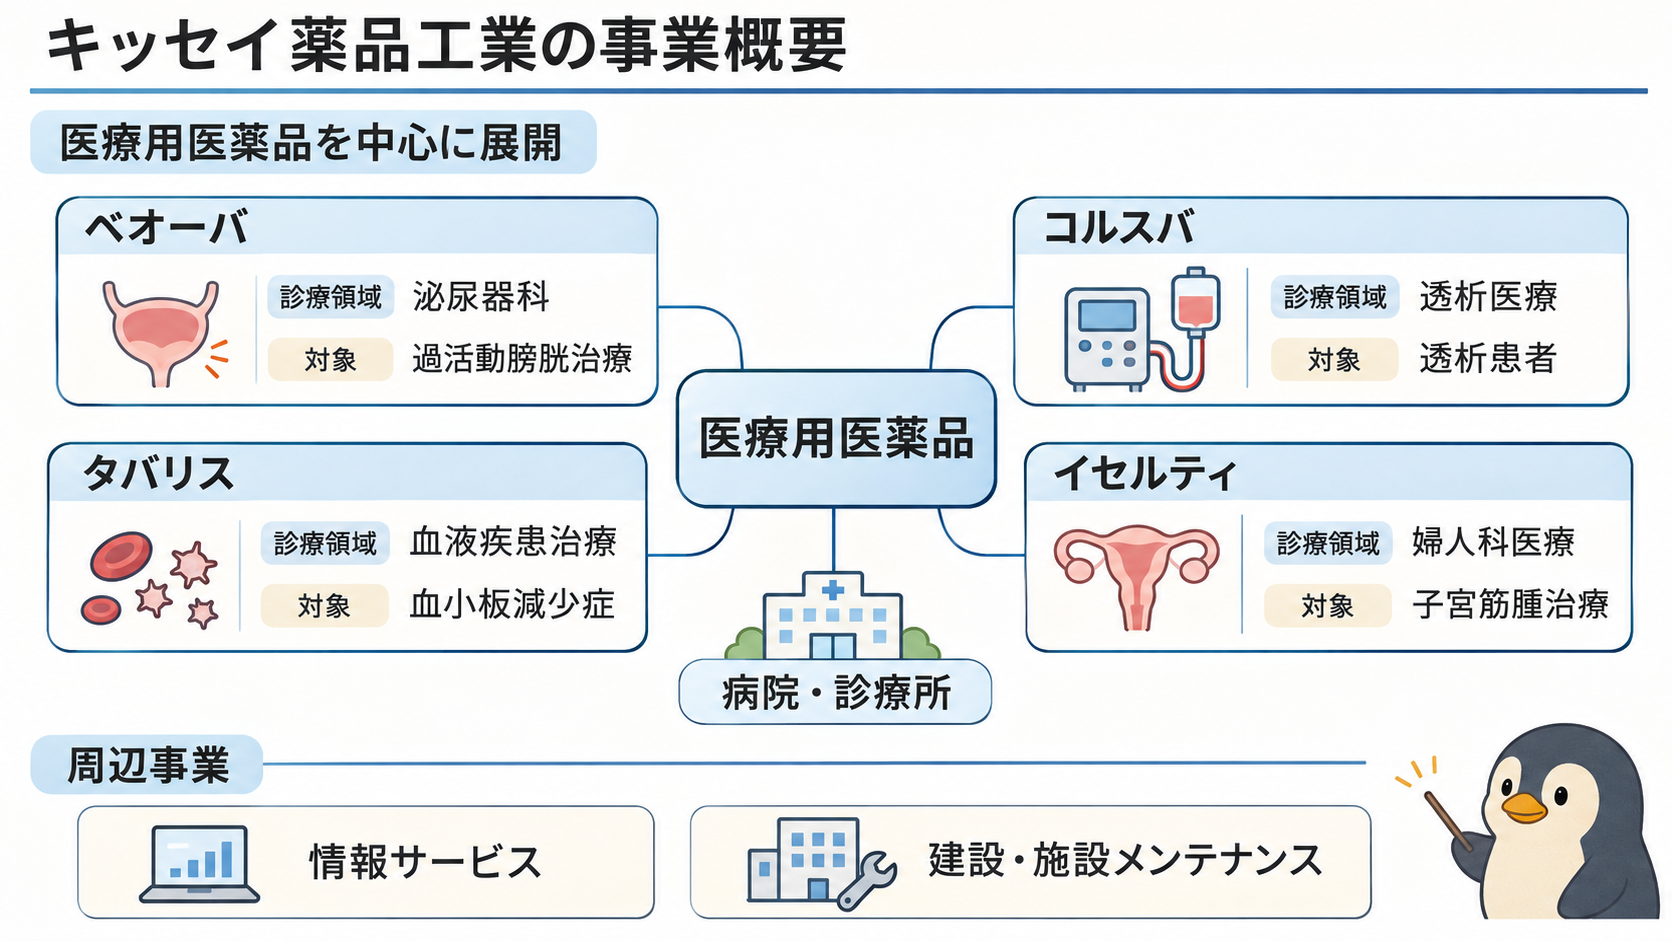 キッセイ薬品工業の事業概要
医療用医薬品を中心に展開
ベオーバ
診療領域 泌尿器科
対象 過活動膀胱治療
コルスバ
診療領域 透析医療
対象 透析患者
医療用医薬品
タバリス
診療領域 血液疾患治療
対象 血小板減少症
イセルティ
診療領域 婦人科医療
対象 子宮筋腫治療
病院・診療所
周辺事業
情報サービス
建設・施設メンテナンス